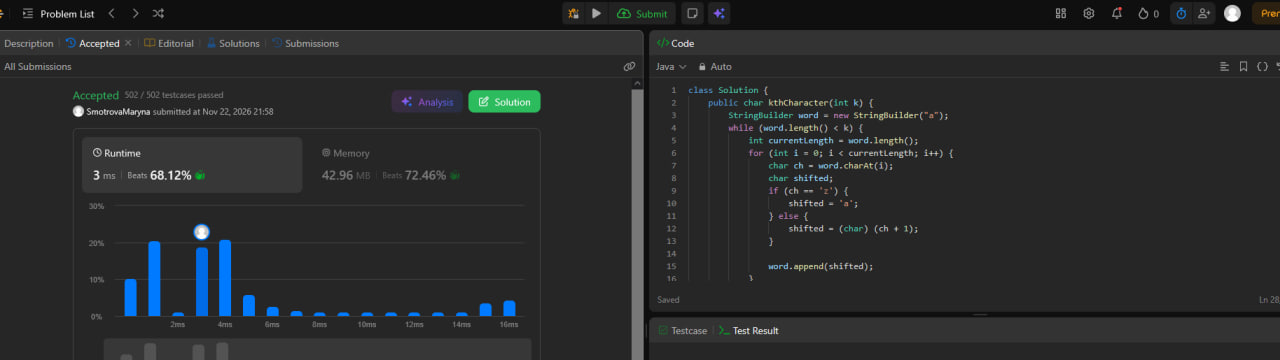 Problem List
Submit
0
Prem
Description
Accepted
Editorial
Solutions
Submissions
All Submissions
Accepted 502 / 502 testcases passed
SmotrovaMaryna submitted at Nov 22, 2026 21:58
Analysis
Solution
Runtime
3 ms | Beats 68.12%
Memory
42.96 MB | Beats 72.46%
30%
20%
10%
0%
2ms 4ms 6ms 8ms 10ms 12ms 14ms 16ms
Code
Java Auto
1 class Solution {
2 public char kthCharacter(int k) {
3 StringBuilder word = new StringBuilder("a");
4 while (word.length() < k) {
5 int currentLength = word.length();
6 for (int i = 0; i < currentLength; i++) {
7 char ch = word.charAt(i);
8 char shifted;
9 if (ch == 'z') {
10 shifted = 'a';
11 } else {
12 shifted = (char) (ch + 1);
13 }
14
15 word.append(shifted);
16 }
Saved
Ln 28,
Testcase | Test Result